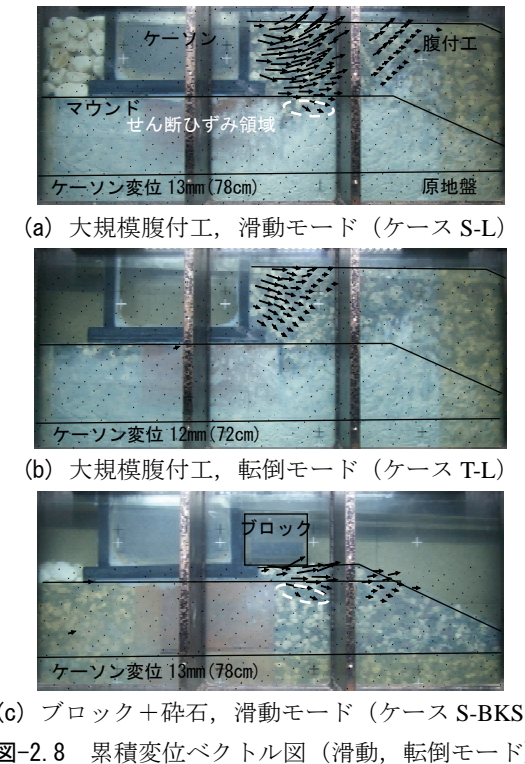 ケーソン
腹付工
マウンド
せん断ひずみ領域
ケーソン変位 13mm(78cm)
原地盤
(a) 大規模腹付工,滑動モード(ケース S-L)
ケーソン変位 12mm(72cm)
(b) 大規模腹付工,転倒モード(ケース T-L)
ブロック
ケーソン変位 13mm(78cm)
(c) ブロック+砕石,滑動モード(ケース S-BKS
図-2.8 累積変位ベクトル図(滑動,転倒モード